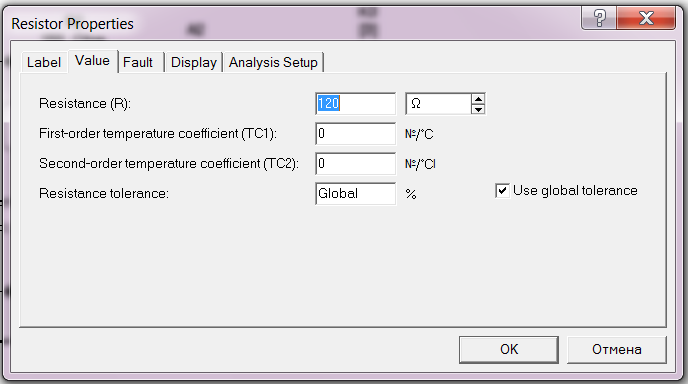 Resistor Properties
Label Value Fault Display Analysis Setup
Resistance (R): 120 Ω
First-order temperature coefficient (TC1): 0 №/°C
Second-order temperature coefficient (TC2): 0 №/°CІ
Resistance tolerance: Global % Use global tolerance
OK Отмена